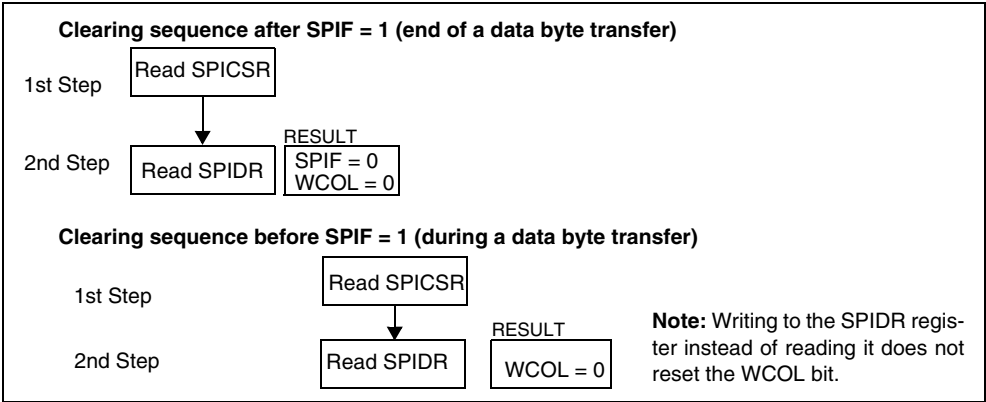 Clearing sequence after SPIF = 1 (end of a data byte transfer)
1st Step
Read SPICSR
2nd Step
Read SPIDR
RESULT
SPIF = 0
WCOL = 0
Clearing sequence before SPIF = 1 (during a data byte transfer)
1st Step
Read SPICSR
2nd Step
Read SPIDR
RESULT
WCOL = 0
Note: Writing to the SPIDR regis-
ter instead of reading it does not
reset the WCOL bit.